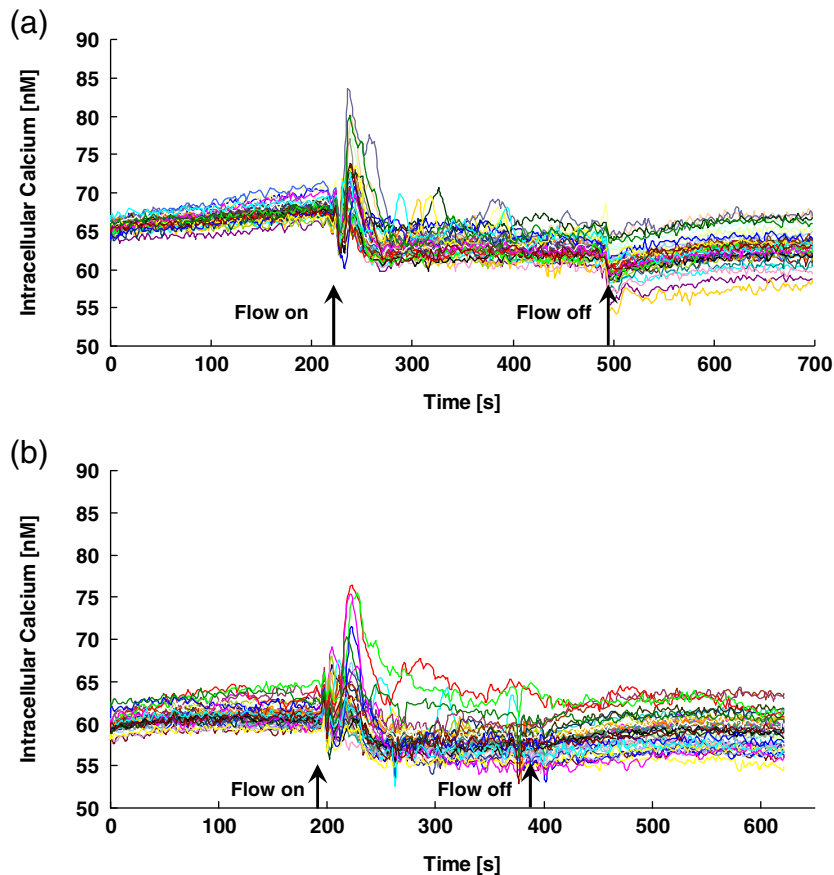 (a)
Intracellular Calcium [nM]
90
85
80
75
70
65
60
55
50
Flow on
Flow off
0 100 200 300 400 500 600 700
Time [s]
(b)
Intracellular Calcium [nM]
90
85
80
75
70
65
60
55
50
Flow on
Flow off
0 100 200 300 400 500 600
Time [s]